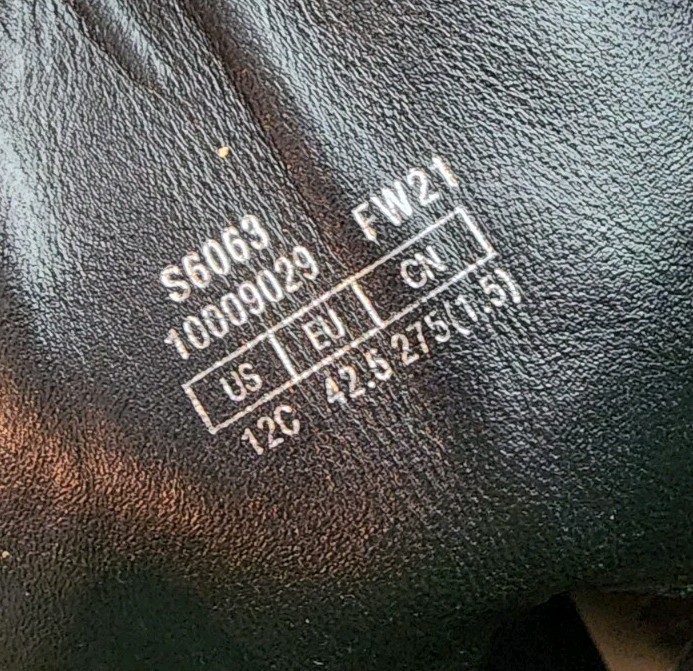 S6063 FW21
10009029
US EU CN
12C 42.5 275(1.5)